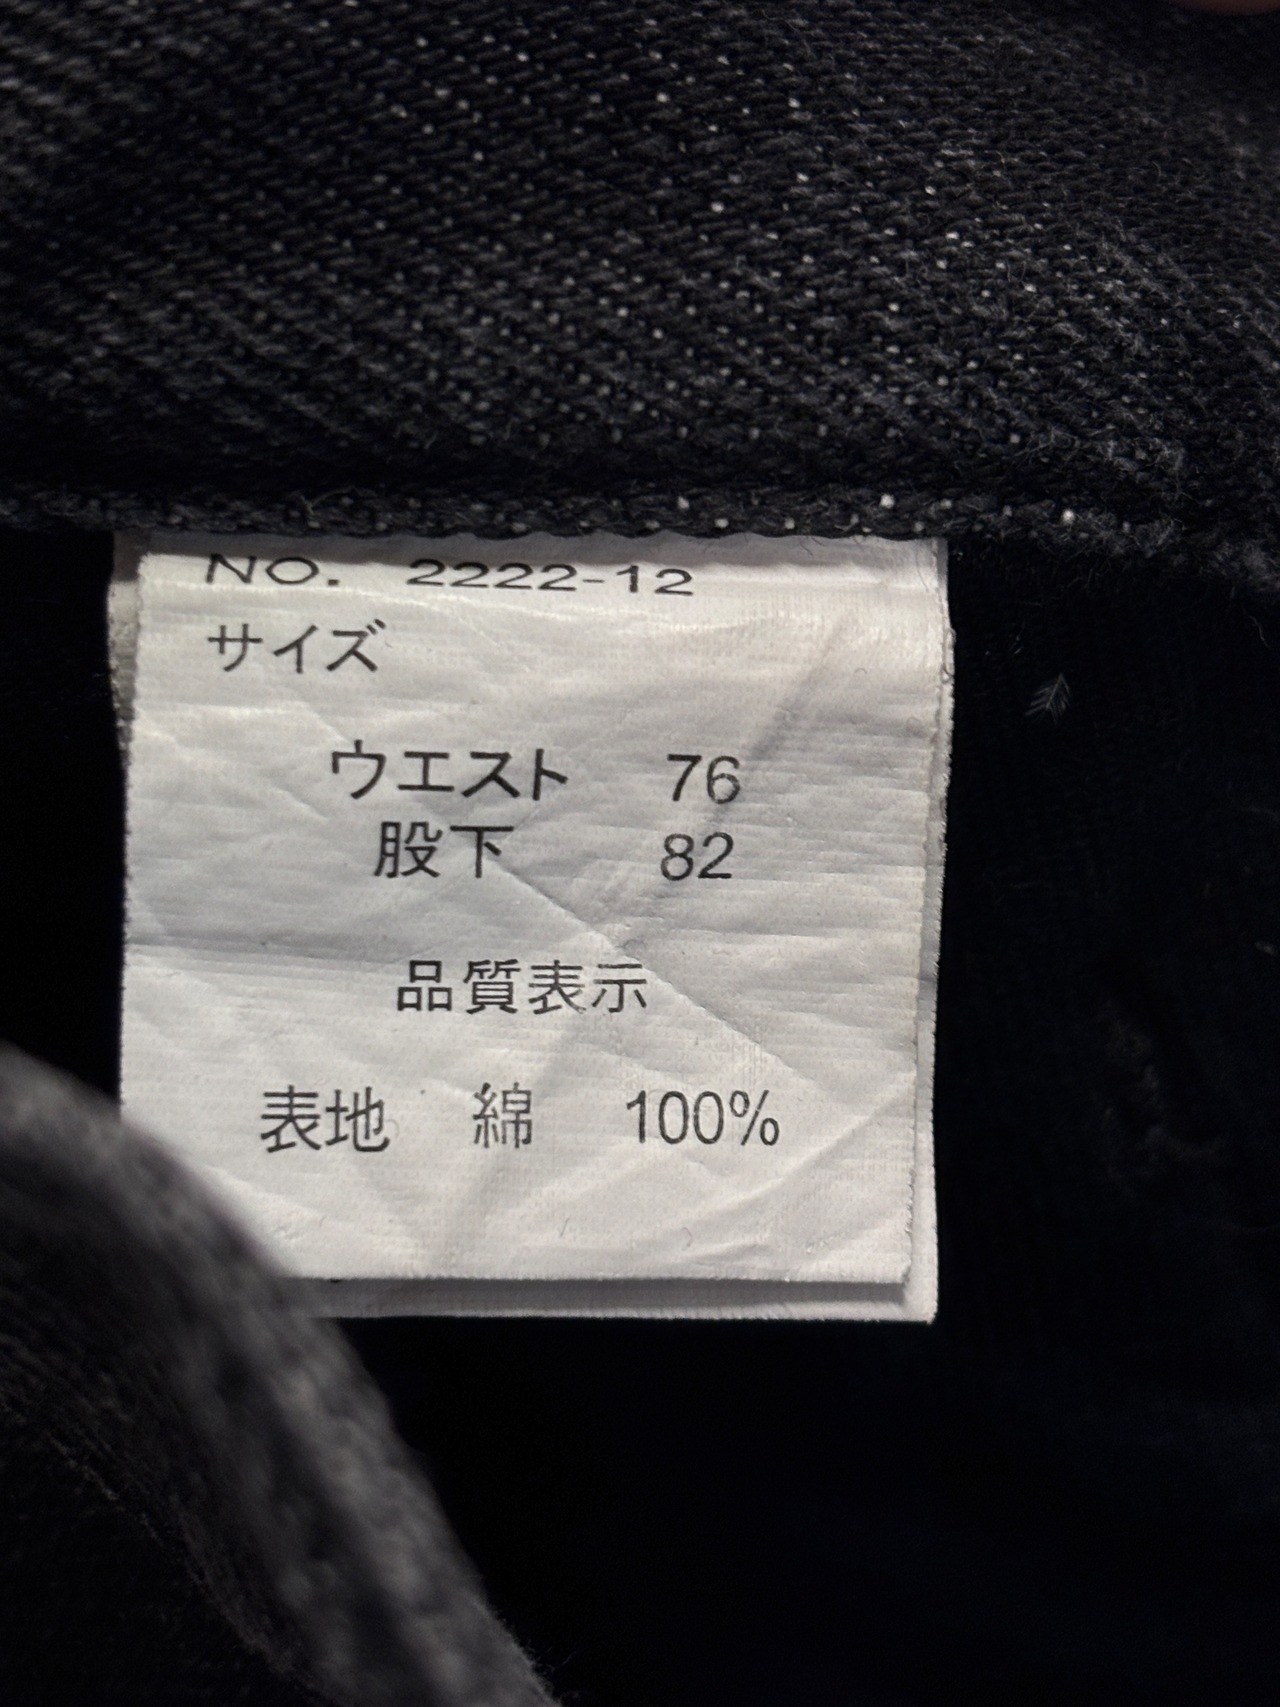 NO. 2222-12
サイズ
ウエスト 76
股下 82
品質表示
表地 綿 100%